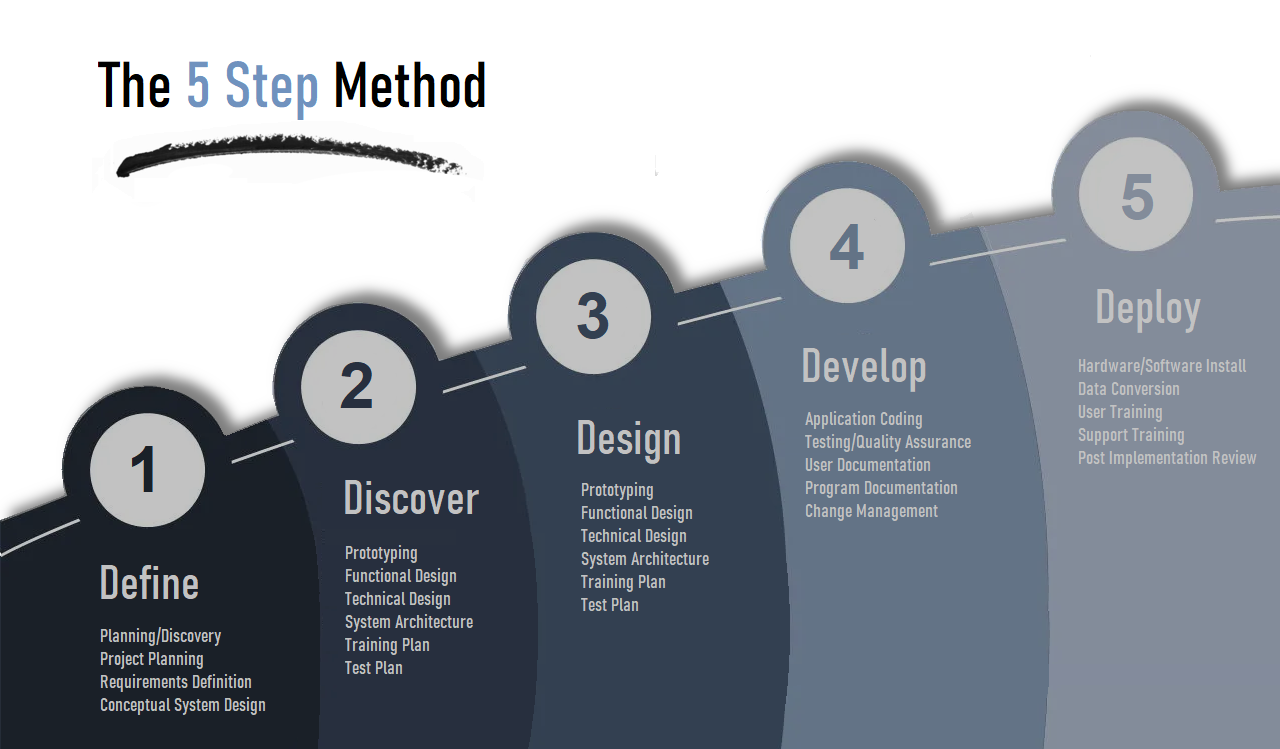 The 5 Step Method
1
Define
Planning/Discovery
Project Planning
Requirements Definition
Conceptual System Design
2
Discover
Prototyping
Functional Design
Technical Design
System Architecture
Training Plan
Test Plan
3
Design
Prototyping
Functional Design
Technical Design
System Architecture
Training Plan
Test Plan
4
Develop
Application Coding
Testing/Quality Assurance
User Documentation
Program Documentation
Change Management
5
Deploy
Hardware/Software Install
Data Conversion
User Training
Support Training
Post Implementation Review